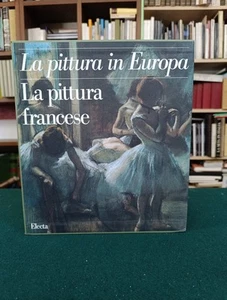 La pittura in Europa
La pittura
francese
Electa